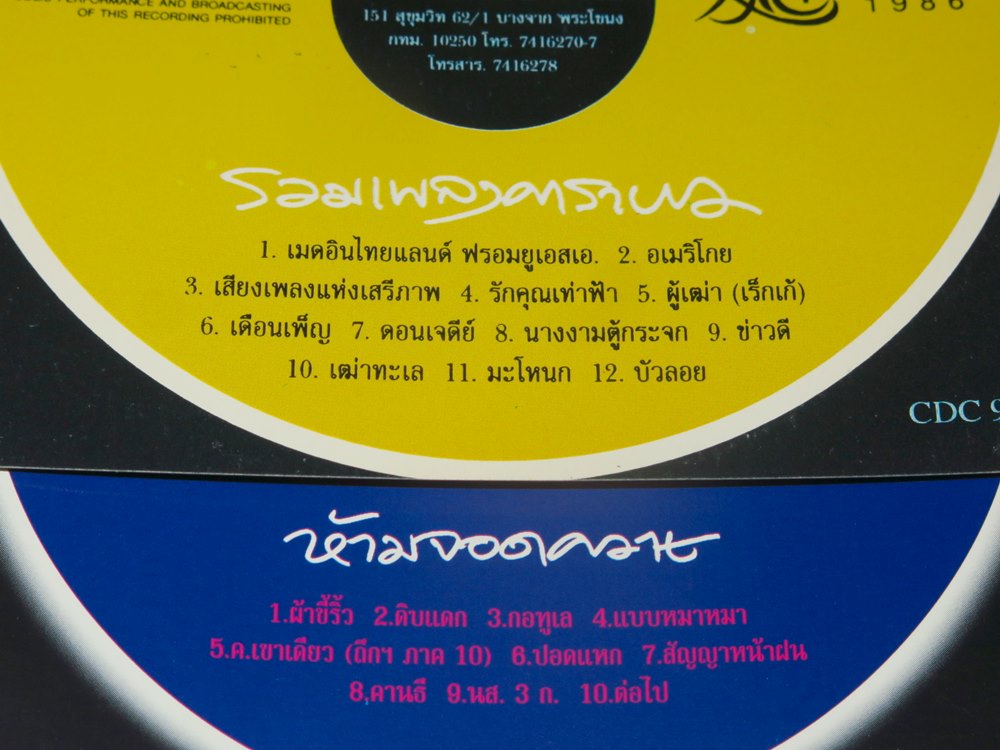 PERFORMANCE AND BROADCASTING
OF THIS RECORDING PROHIBITED
151 สุขุมวิท 62/1 บางจาก พระโขนง
กทม. 10250 โทร. 7416270-7
โทรสาร. 7416278
1986
รวมเพลงคาราบาว
1. เมดอินไทยแลนด์ ฟรอมยูเอสเอ. 2. อเมริโกย
3. เสียงเพลงแห่งเสรีภาพ 4. รักคุณเท่าฟ้า 5. ผู้เฒ่า (เร็กเก้)
6. เดือนเพ็ญ 7. ดอนเจดีย์ 8. นางงามตู้กระจก 9. ข่าวดี
10. เฒ่าทะเล 11. มะโหนก 12. บัวลอย
CDC 9
ห้ามจอดควาย
1.ผ้าขี้ริ้ว 2.ดิบแดก 3.กอทูเล 4.แบบหมาหมา
5.ค.เขาเดียว (ถึกฯ ภาค 10) 6.ปอดแหก 7.สัญญาหน้าฝน
8,คานธี 9.นส. 3 ก. 10.ต่อไป